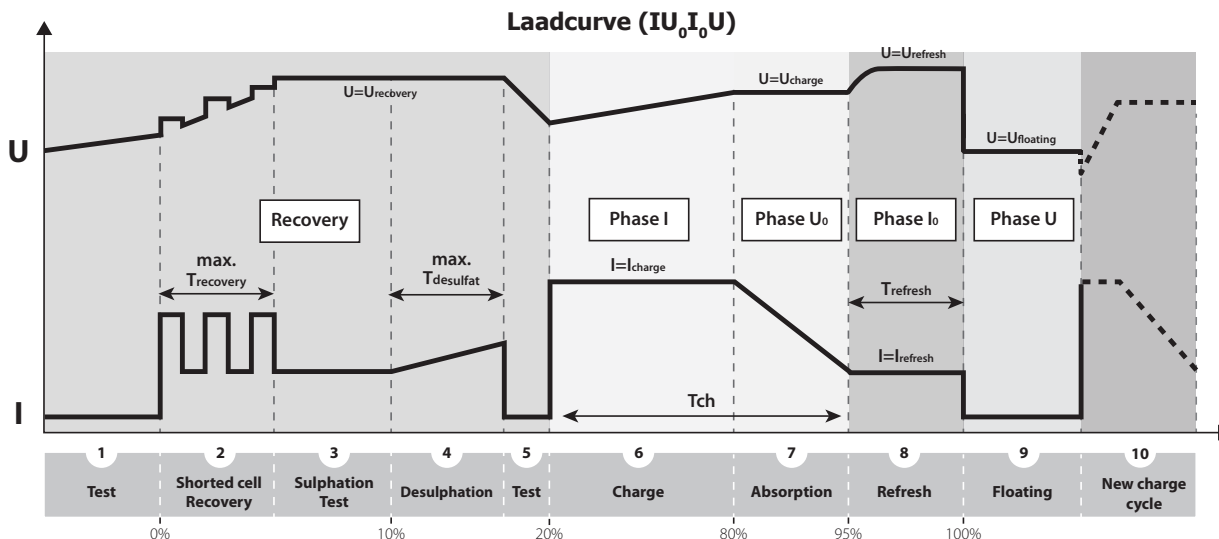 Laadcurve (IU₀I₀U)
U=Urefresh
U=Ucharge
U=Urecovery
U=Ufloating
U
Recovery
Phase I
Phase U₀
Phase I₀
Phase U
max.
Trecovery
max.
Tdesulfat
I=Icharge
Trefresh
I=Irefresh
Tch
I
1
2
3
4
5
6
7
8
9
10
Test
Shorted cell
Recovery
Sulphation
Test
Desulphation
Test
Charge
Absorption
Refresh
Floating
New charge
cycle
0%
10%
20%
80%
95%
100%